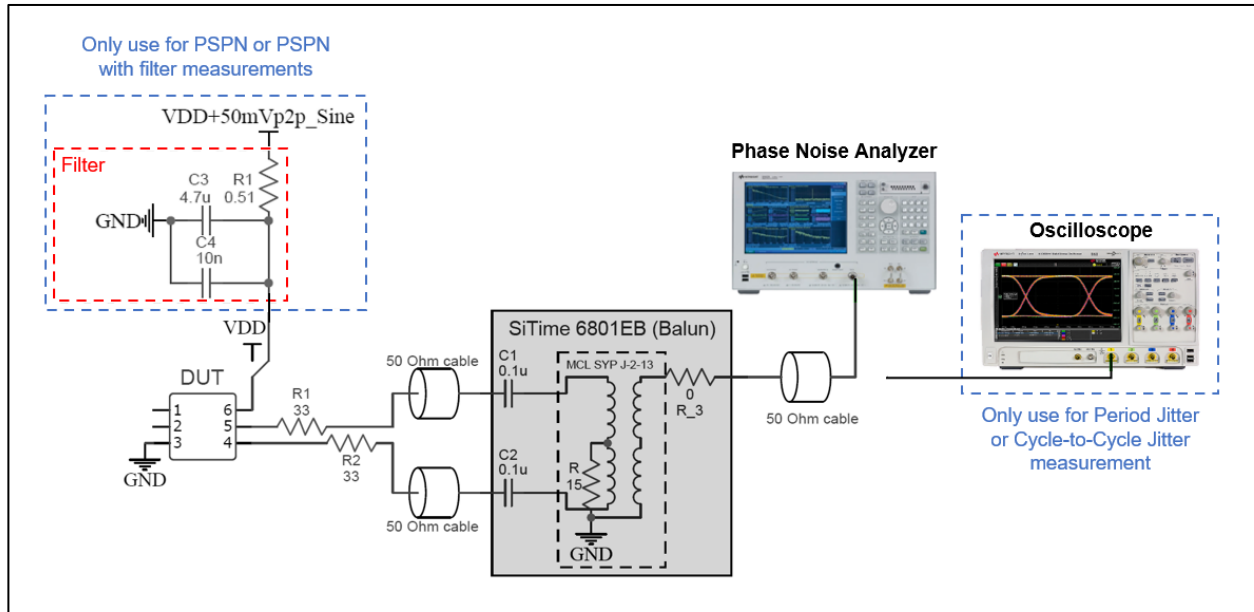 Only use for PSPN or PSPN
with filter measurements
VDD+50mVp2p_Sine
Filter
C3
4.7u
R1
0.51
GND
C4
10n
VDD
DUT
1
2
3
6
5
4
GND
R1
33
R2
33
50 Ohm cable
50 Ohm cable
SiTime 6801EB (Balun)
C1
0.1u
C2
0.1u
MCL SYP J-2-13
R
15
GND
0
R_3
50 Ohm cable
Phase Noise Analyzer
Oscilloscope
Only use for Period Jitter
or Cycle-to-Cycle Jitter
measurement